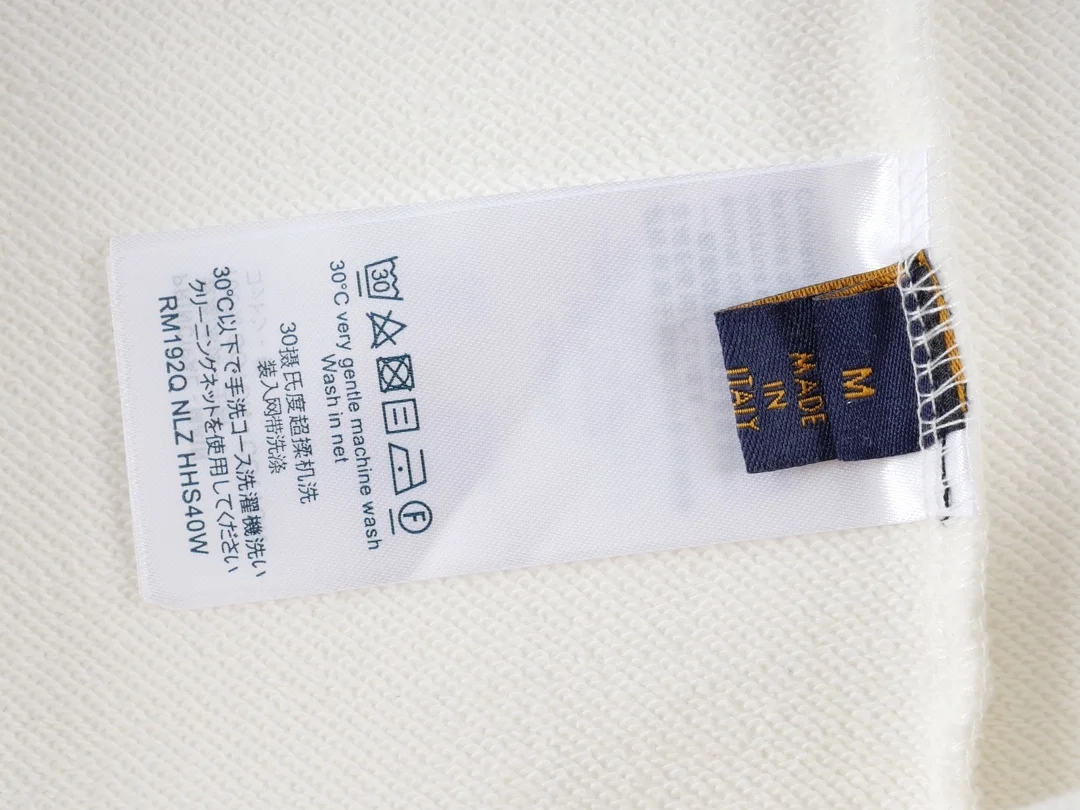 30
30°C very gentle machine wash
Wash in net
30摄氏度超揉机洗
装入网带洗涤
30°C以下で手洗コース洗濯機洗い
クリーニングネットを使用してください
RM192Q NLZ HHS40W
M
MADE
IN
ITALY